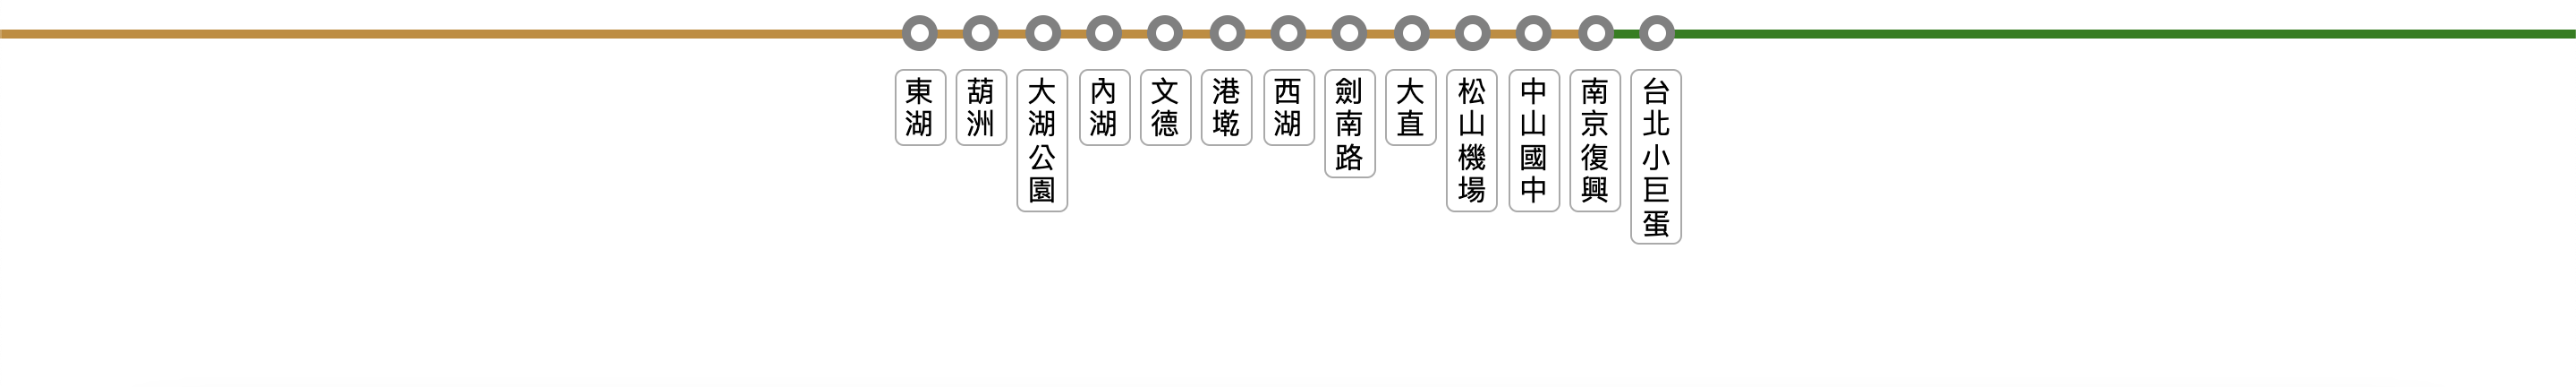 東湖
葫洲
大湖公園
內湖
文德
港墘
西湖
劍南路
大直
松山機場
中山國中
南京復興
台北小巨蛋